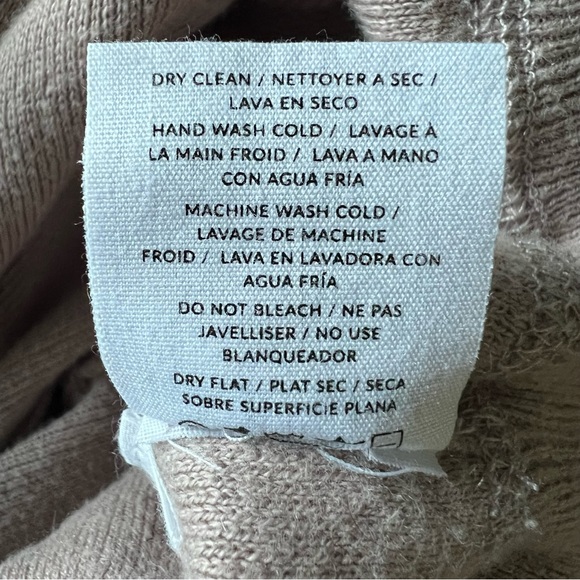 DRY CLEAN / NETTOYER A SEC /
LAVA EN SECO
HAND WASH COLD / LAVAGE À
LA MAIN FROID / LAVA A MANO
CON AGUA FRÍA
MACHINE WASH COLD /
LAVAGE DE MACHINE
FROID / LAVA EN LAVADORA CON
AGUA FRÍA
DO NOT BLEACH / NE PAS
JAVELLISER / NO USE
BLANQUEADOR
DRY FLAT / PLAT SEC / SECA
SOBRE SUPERFICIE PLANA